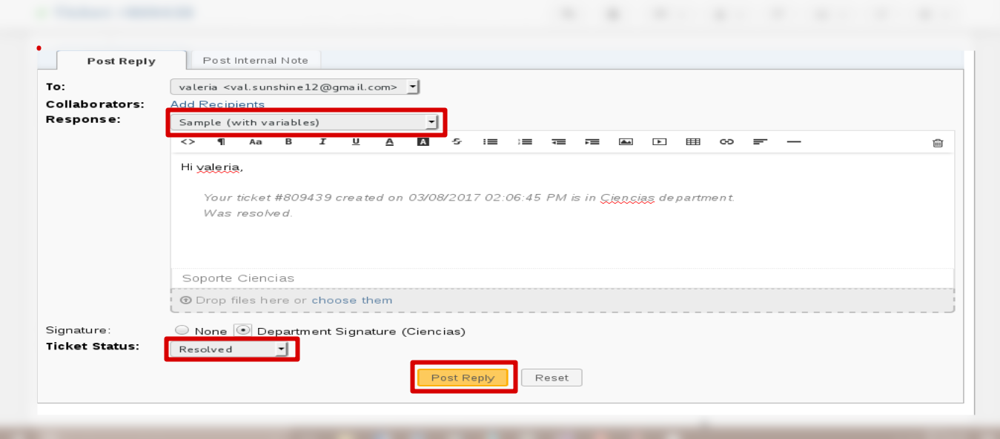 Post Reply Post Internal Note
To: valeria <val.sunshine12@gmail.com>
Collaborators: Add Recipients
Response: Sample (with variables)
<> ¶ Aa B I U A A S
Hi valeria,
Your ticket #809439 created on 03/08/2017 02:06:45 PM is in Ciencias department.
Was resolved.
Soporte Ciencias
Drop files here or choose them
Signature: None Department Signature (Ciencias)
Ticket Status: Resolved
Post Reply Reset